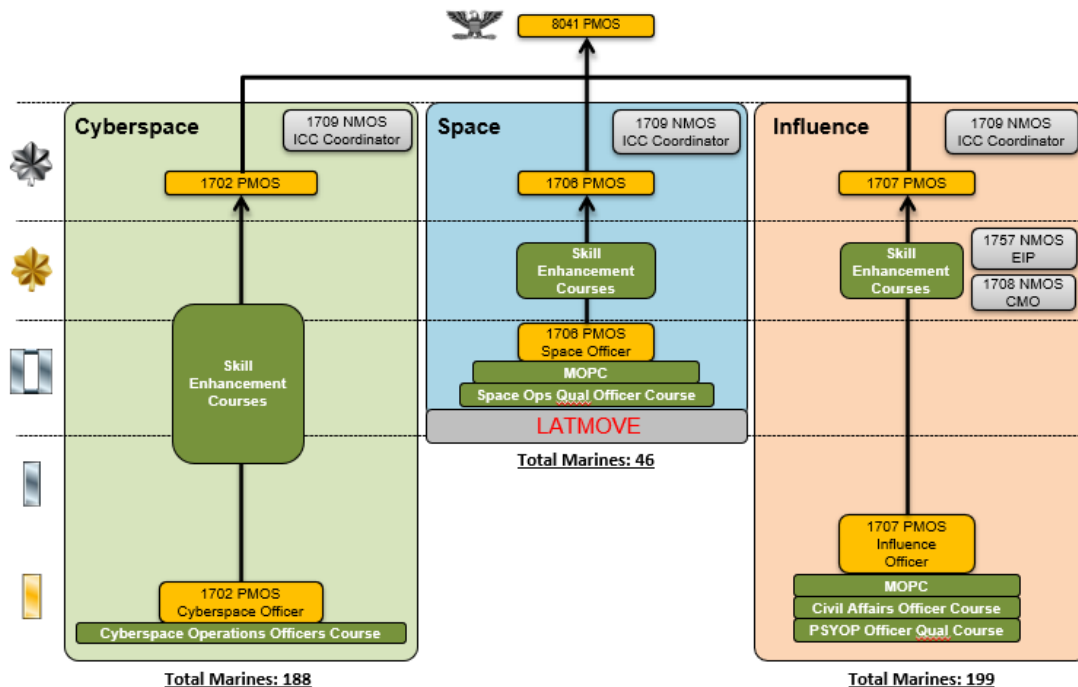 8041 PMOS
Cyberspace
1709 NMOS
ICC Coordinator
1702 PMOS
Skill
Enhancement
Courses
1702 PMOS
Cyberspace Officer
Cyberspace Operations Officers Course
Total Marines: 188
Space
1709 NMOS
ICC Coordinator
1706 PMOS
Skill
Enhancement
Courses
1706 PMOS
Space Officer
MOPC
Space Ops Qual Officer Course
LATMOVE
Total Marines: 46
Influence
1709 NMOS
ICC Coordinator
1707 PMOS
Skill
Enhancement
Courses
1757 NMOS
EIP
1708 NMOS
CMO
1707 PMOS
Influence
Officer
MOPC
Civil Affairs Officer Course
PSYOP Officer Qual Course
Total Marines: 199